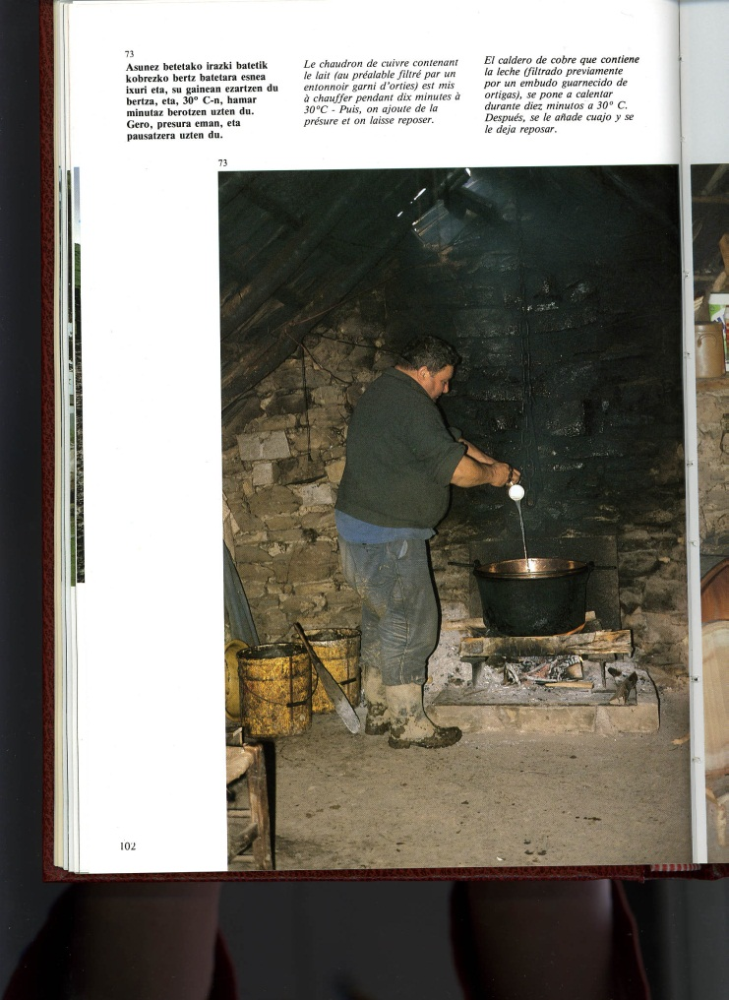 73
Asunez betetako irazki batetik
kobrezko bertz batetara esnea
ixuri eta, su gainean ezartzen du
bertza, eta, 30° C-n, hamar
minutaz berotzen uzten du.
Gero, presura eman, eta
pausatzera uzten du.
Le chaudron de cuivre contenant
le lait (au préalable filtré par un
entonnoir garni d'orties) est mis
à chauffer pendant dix minutes à
30°C - Puis, on ajoute de la
présure et on laisse reposer.
El caldero de cobre que contiene
la leche (filtrado previamente
por un embudo guarnecido de
ortigas), se pone a calentar
durante diez minutos a 30° C.
Después, se le añade cuajo y se
le deja reposar.
73
102